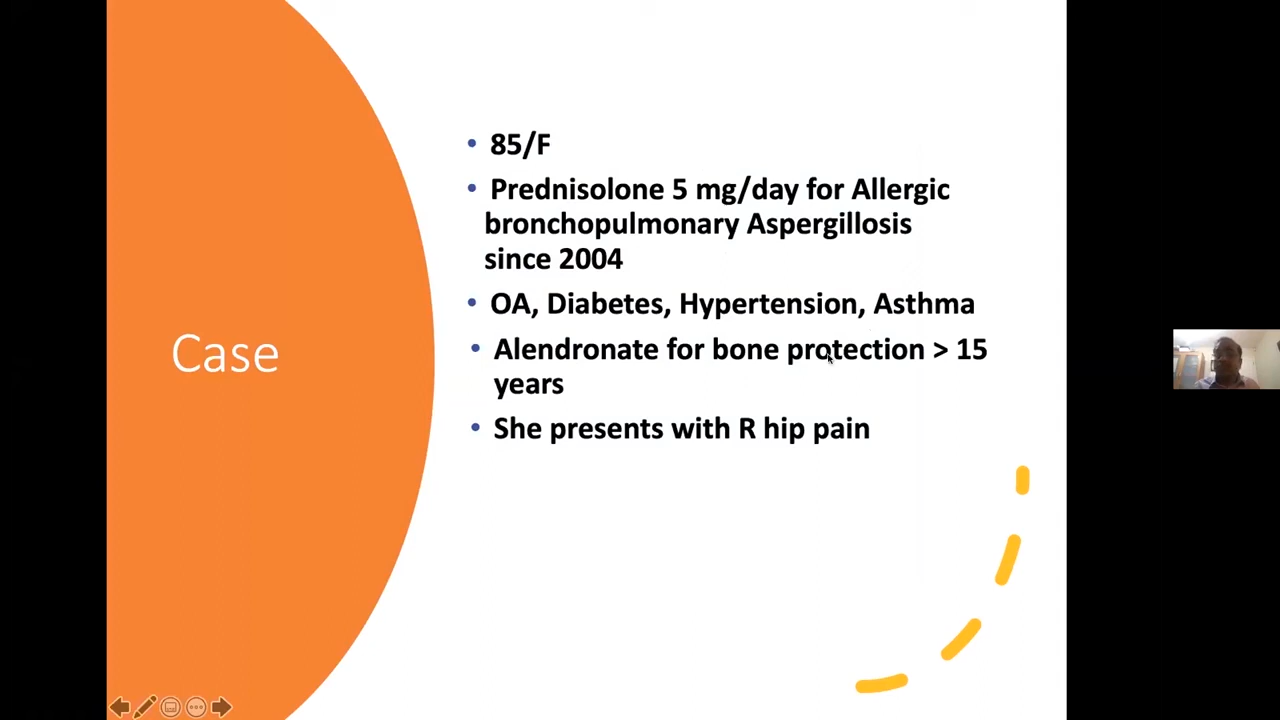 Case
• 85/F
• Prednisolone 5 mg/day for Allergic
bronchopulmonary Aspergillosis
since 2004
• OA, Diabetes, Hypertension, Asthma
• Alendronate for bone protection > 15
years
• She presents with R hip pain